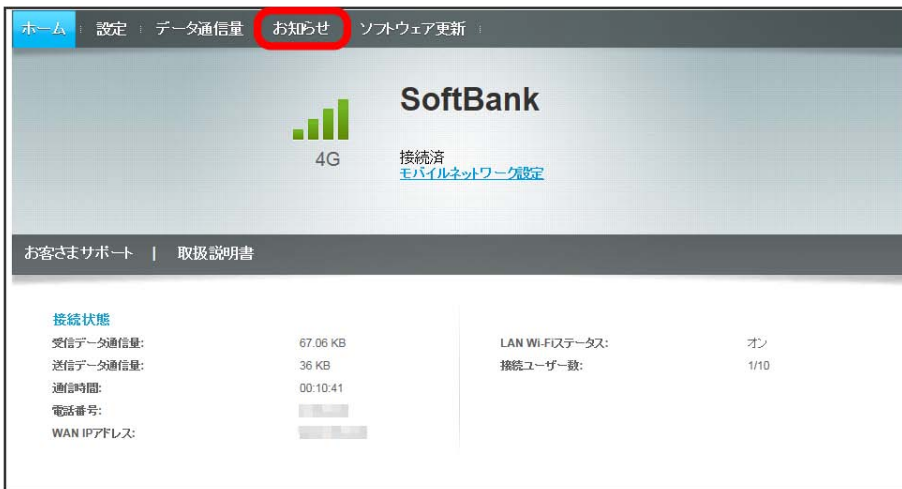 ホーム 設定 データ通信量 お知らせ ソフトウェア更新
SoftBank
4G
接続済
モバイルネットワーク設定
お客さまサポート | 取扱説明書
接続状態
受信データ通信量: 67.06 KB LAN Wi-Fiステータス: オン
送信データ通信量: 36 KB 接続ユーザー数: 1/10
通信時間: 00:10:41
電話番号:
WAN IPアドレス: